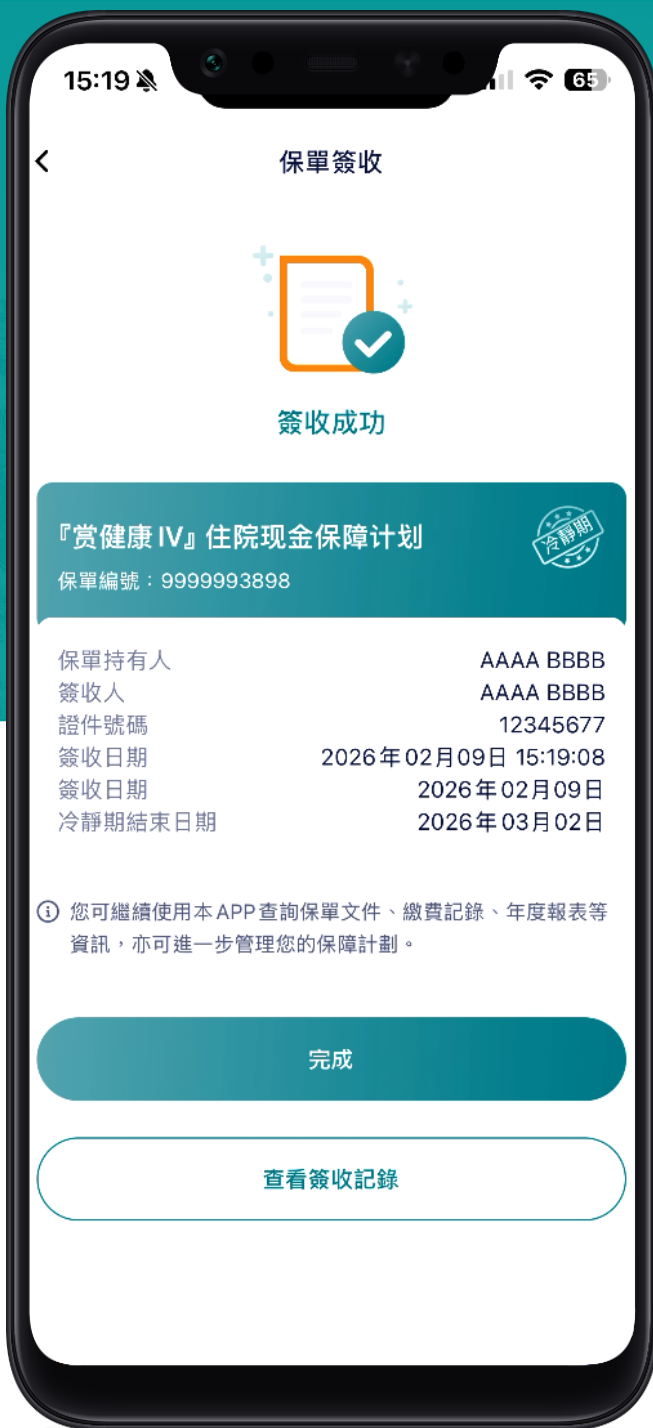 15:19
65
保單簽收
簽收成功
『赏健康 IV』住院现金保障计划
冷靜期
保單編號：9999993898
保單持有人 AAAA BBBB
簽收人 AAAA BBBB
證件號碼 12345677
簽收日期 2026年02月09日 15:19:08
簽收日期 2026年02月09日
冷靜期結束日期 2026年03月02日
您可繼續使用本APP查詢保單文件、繳費記錄、年度報表等
資訊，亦可進一步管理您的保障計劃。
完成
查看簽收記錄